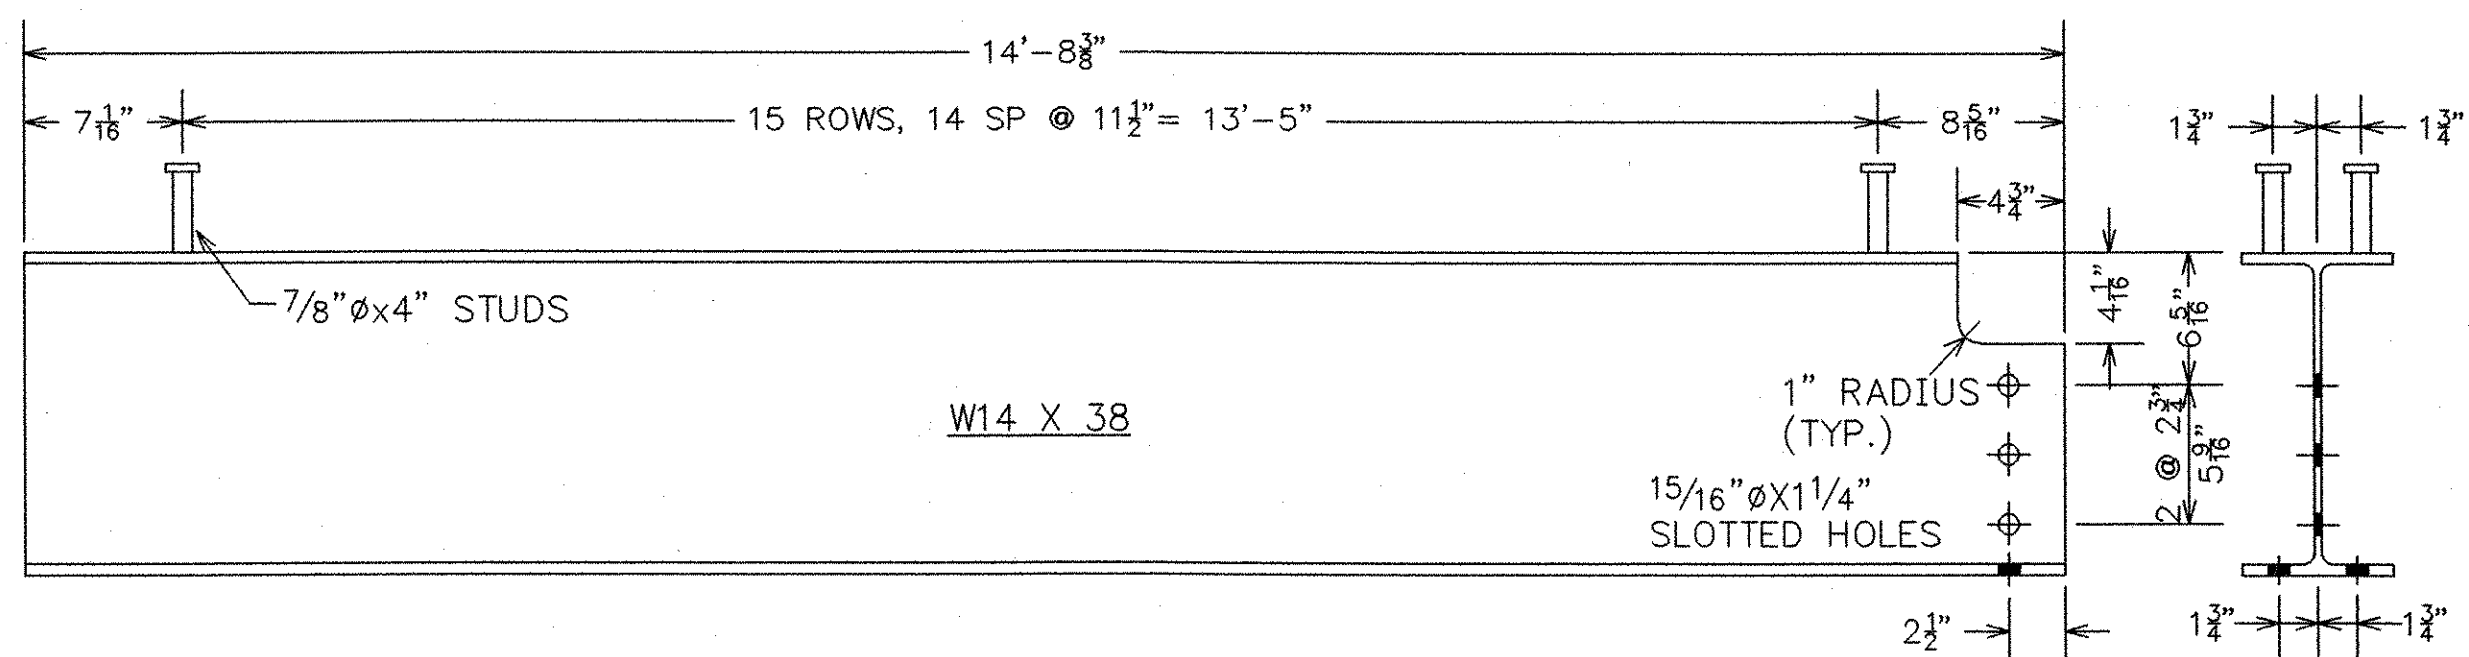 14'-8 3/8"
7 1/16"
15 ROWS, 14 SP @ 11 1/2" = 13'-5"
8 5/16"
1 3/4"
1 3/4"
4 3/4"
7/8"øx4" STUDS
4 1/16"
6 5/16"
W14 X 38
1" RADIUS
(TYP.)
2 @ 2 3/4"
5 9/16"
15/16"øX1 1/4"
SLOTTED HOLES
2 1/2"
1 3/4"
1 3/4"